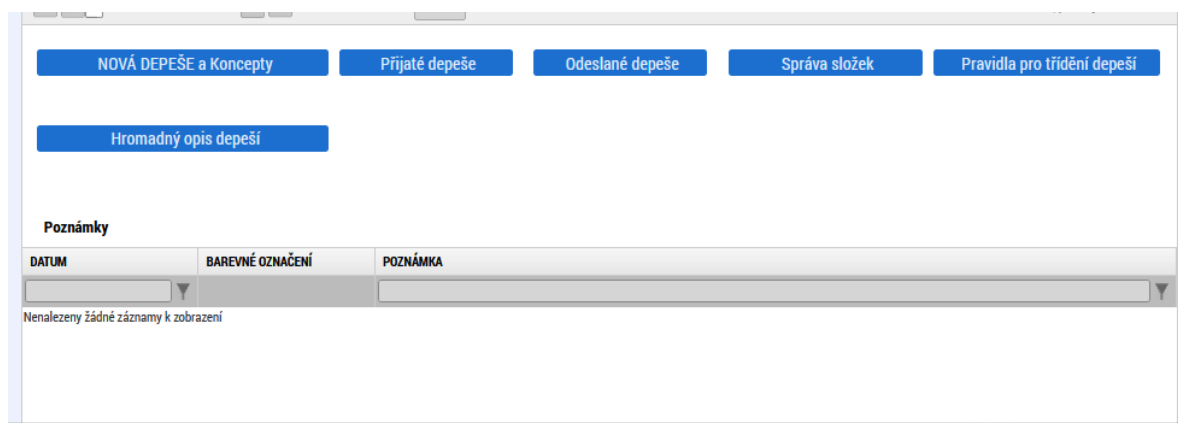 NOVÁ DEPEŠE a Koncepty
Přijaté depeše
Odeslané depeše
Správa složek
Pravidla pro třídění depeší
Hromadný opis depeší
Poznámky
DATUM
BAREVNÉ OZNAČENÍ
POZNÁMKA
Nenalezeny žádné záznamy k zobrazení